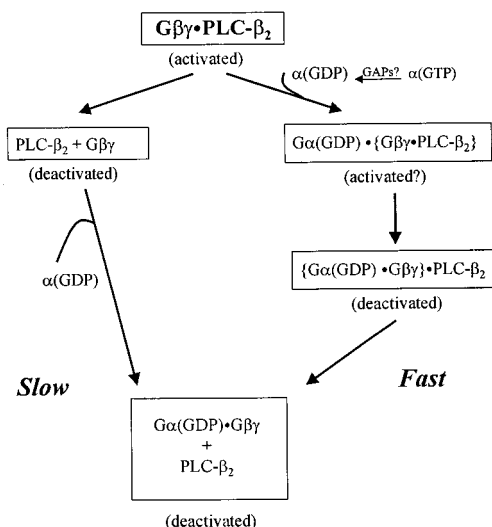 Gβγ•PLC-β₂
(activated)
α(GDP) GAPs? α(GTP)
PLC-β₂ + Gβγ
(deactivated)
Gα(GDP) • {Gβγ•PLC-β₂}
(activated?)
α(GDP)
{Gα(GDP) •Gβγ}•PLC-β₂
(deactivated)
Slow
Fast
Gα(GDP)•Gβγ
+
PLC-β₂
(deactivated)